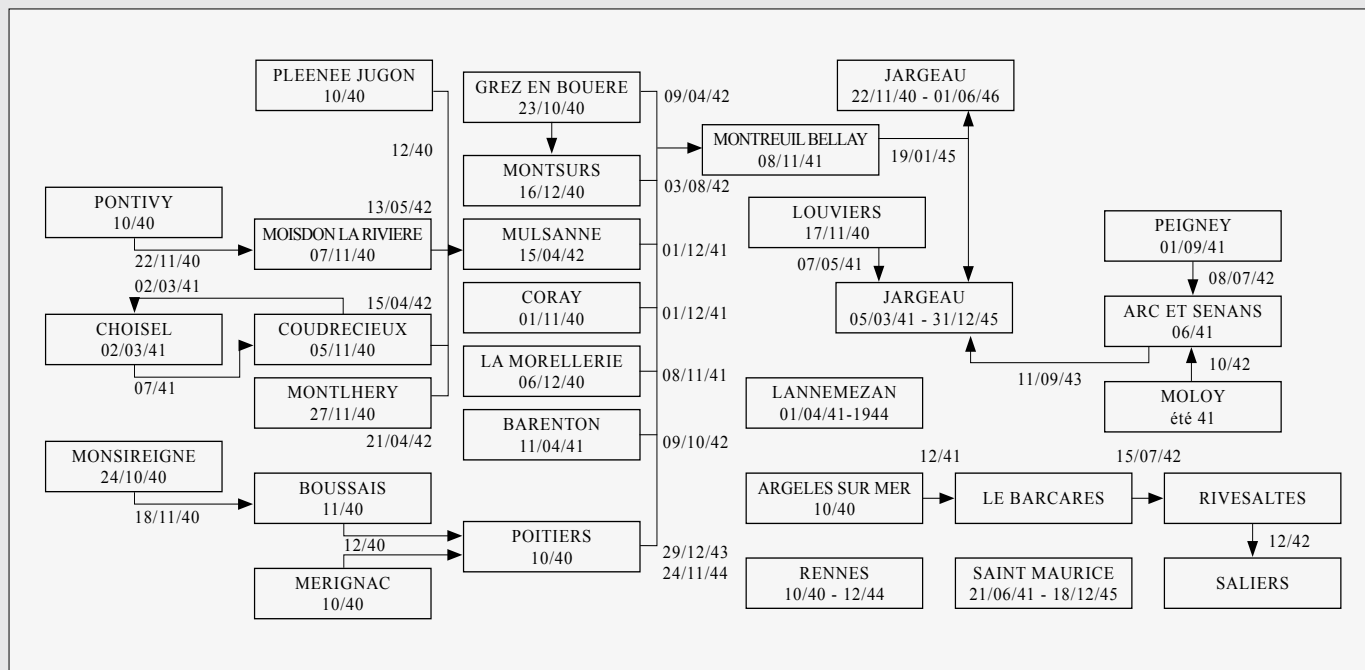 PLEENEE JUGON
10/40
GREZ EN BOUERE
23/10/40
09/04/42
JARGEAU
22/11/40 - 01/06/46
12/40
MONTREUIL BELLAY
08/11/41
19/01/45
MONTSURS
16/12/40
03/08/42
PONTIVY
10/40
13/05/42
LOUVIERS
17/11/40
PEIGNEY
01/09/41
22/11/40
MOISDON LA RIVIERE
07/11/40
MULSANNE
15/04/42
01/12/41
07/05/41
08/07/42
02/03/41
15/04/42
CHOISEL
02/03/41
COUDRECIEUX
05/11/40
CORAY
01/11/40
01/12/41
JARGEAU
05/03/41 - 31/12/45
ARC ET SENANS
06/41
07/41
LA MORELLERIE
06/12/40
08/11/41
11/09/43
10/42
MONTLHERY
27/11/40
LANNEMEZAN
01/04/41-1944
MOLOY
été 41
21/04/42
BARENTON
11/04/41
09/10/42
MONSIREIGNE
24/10/40
12/41
15/07/42
18/11/40
BOUSSAIS
11/40
ARGELES SUR MER
10/40
LE BARCARES
RIVESALTES
12/40
POITIERS
10/40
29/12/43
24/11/44
12/42
MERIGNAC
10/40
RENNES
10/40 - 12/44
SAINT MAURICE
21/06/41 - 18/12/45
SALIERS